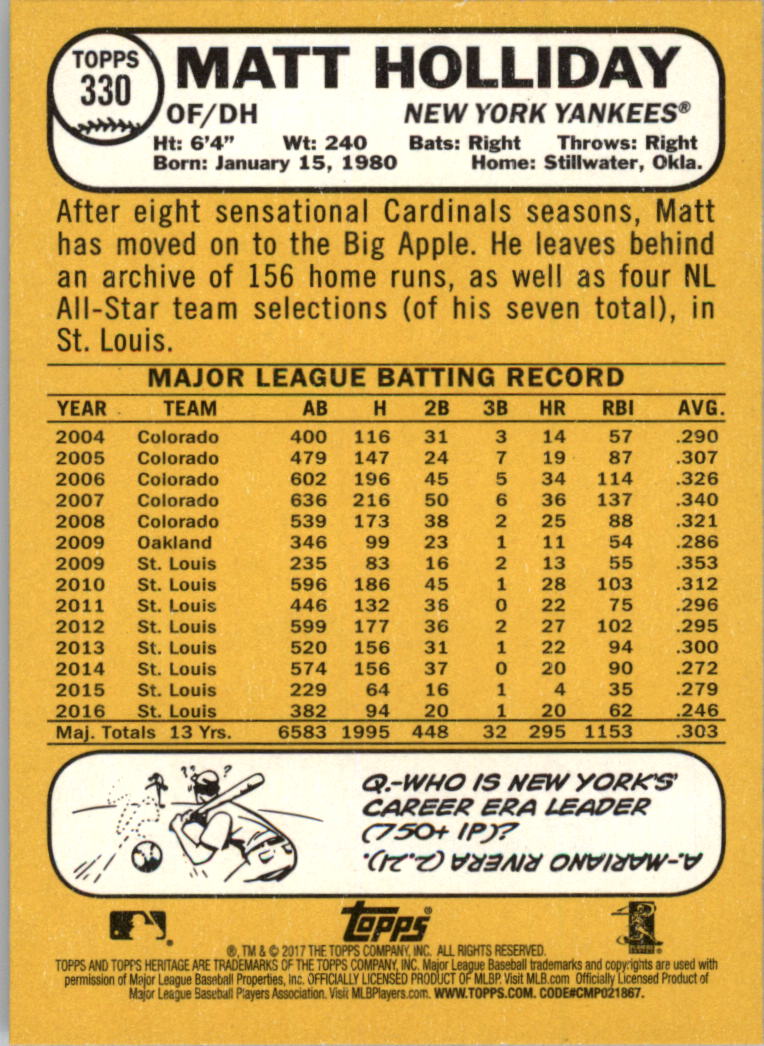 TOPPS
330
MATT HOLLIDAY
OF/DH NEW YORK YANKEES®
Ht: 6'4" Wt: 240 Bats: Right Throws: Right
Born: January 15, 1980 Home: Stillwater, Okla.
After eight sensational Cardinals seasons, Matt
has moved on to the Big Apple. He leaves behind
an archive of 156 home runs, as well as four NL
All-Star team selections (of his seven total), in
St. Louis.
MAJOR LEAGUE BATTING RECORD
YEAR TEAM AB H 2B 3B HR RBI AVG.
2004 Colorado 400 116 31 3 14 57 .290
2005 Colorado 479 147 24 7 19 87 .307
2006 Colorado 602 196 45 5 34 114 .326
2007 Colorado 636 216 50 6 36 137 .340
2008 Colorado 539 173 38 2 25 88 .321
2009 Oakland 346 99 23 1 11 54 .286
2009 St. Louis 235 83 16 2 13 55 .353
2010 St. Louis 596 186 45 1 28 103 .312
2011 St. Louis 446 132 36 0 22 75 .296
2012 St. Louis 599 177 36 2 27 102 .295
2013 St. Louis 520 156 31 1 22 94 .300
2014 St. Louis 574 156 37 0 20 90 .272
2015 St. Louis 229 64 16 1 4 35 .279
2016 St. Louis 382 94 20 1 20 62 .246
Maj. Totals 13 Yrs. 6583 1995 448 32 295 1153 .303
? ? ?
Q.-WHO IS NEW YORK'S'
CAREER ERA LEADER
(750+ IP)?
A.-MARIANO RIVERA (2.21).
topps®
®, TM & © 2017 THE TOPPS COMPANY, INC. ALL RIGHTS RESERVED.
TOPPS AND TOPPS HERITAGE ARE TRADEMARKS OF THE TOPPS COMPANY, INC. Major League Baseball trademarks and copyrights are used with
permission of Major League Baseball Properties, Inc. OFFICIALLY LICENSED PRODUCT OF MLBP. Visit MLB.com Officially Licensed Product of
Major League Baseball Players Association. Visit MLBPlayers.com. WWW.TOPPS.COM. CODE#CMP021867.